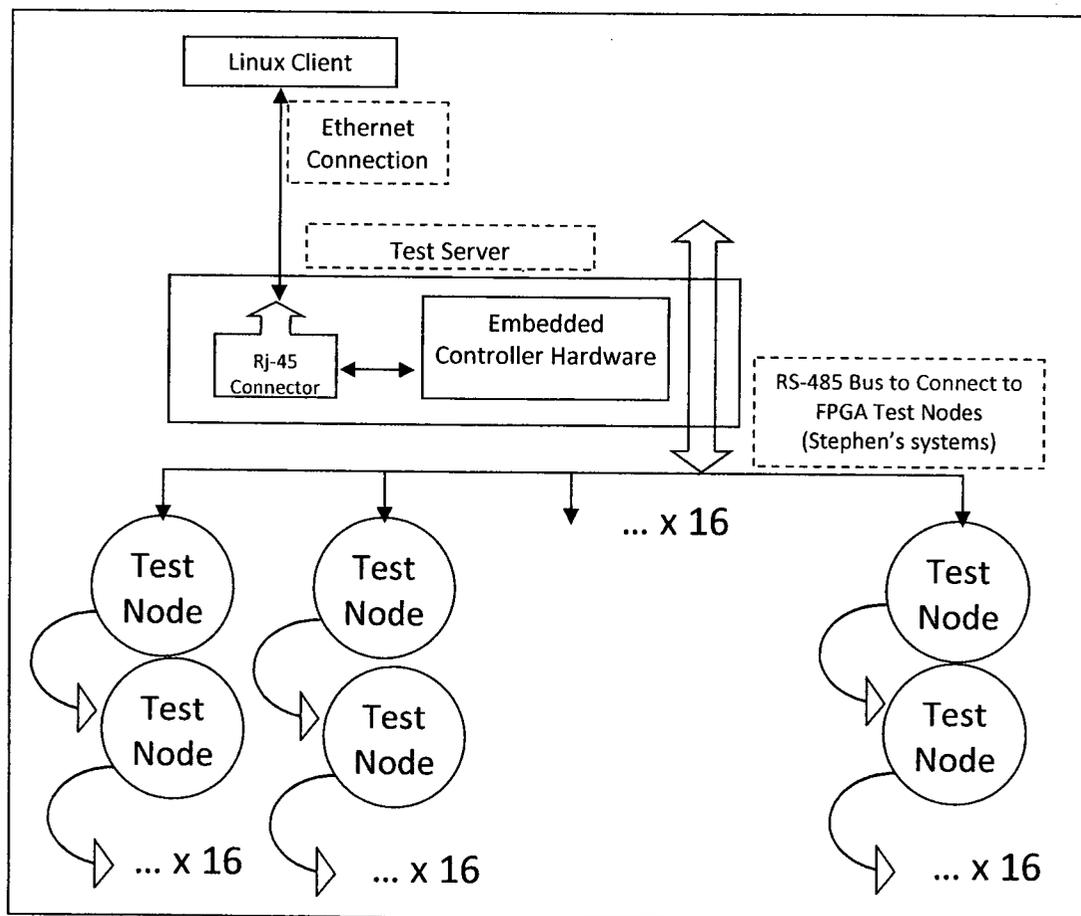 Linux Client
Ethernet
Connection
Test Server
Embedded
Controller Hardware
Rj-45
Connector
RS-485 Bus to Connect to
FPGA Test Nodes
(Stephen's systems)
... x 16
Test
Node
Test
Node
Test
Node
Test
Node
Test
Node
Test
Node
... x 16
... x 16
... x 16